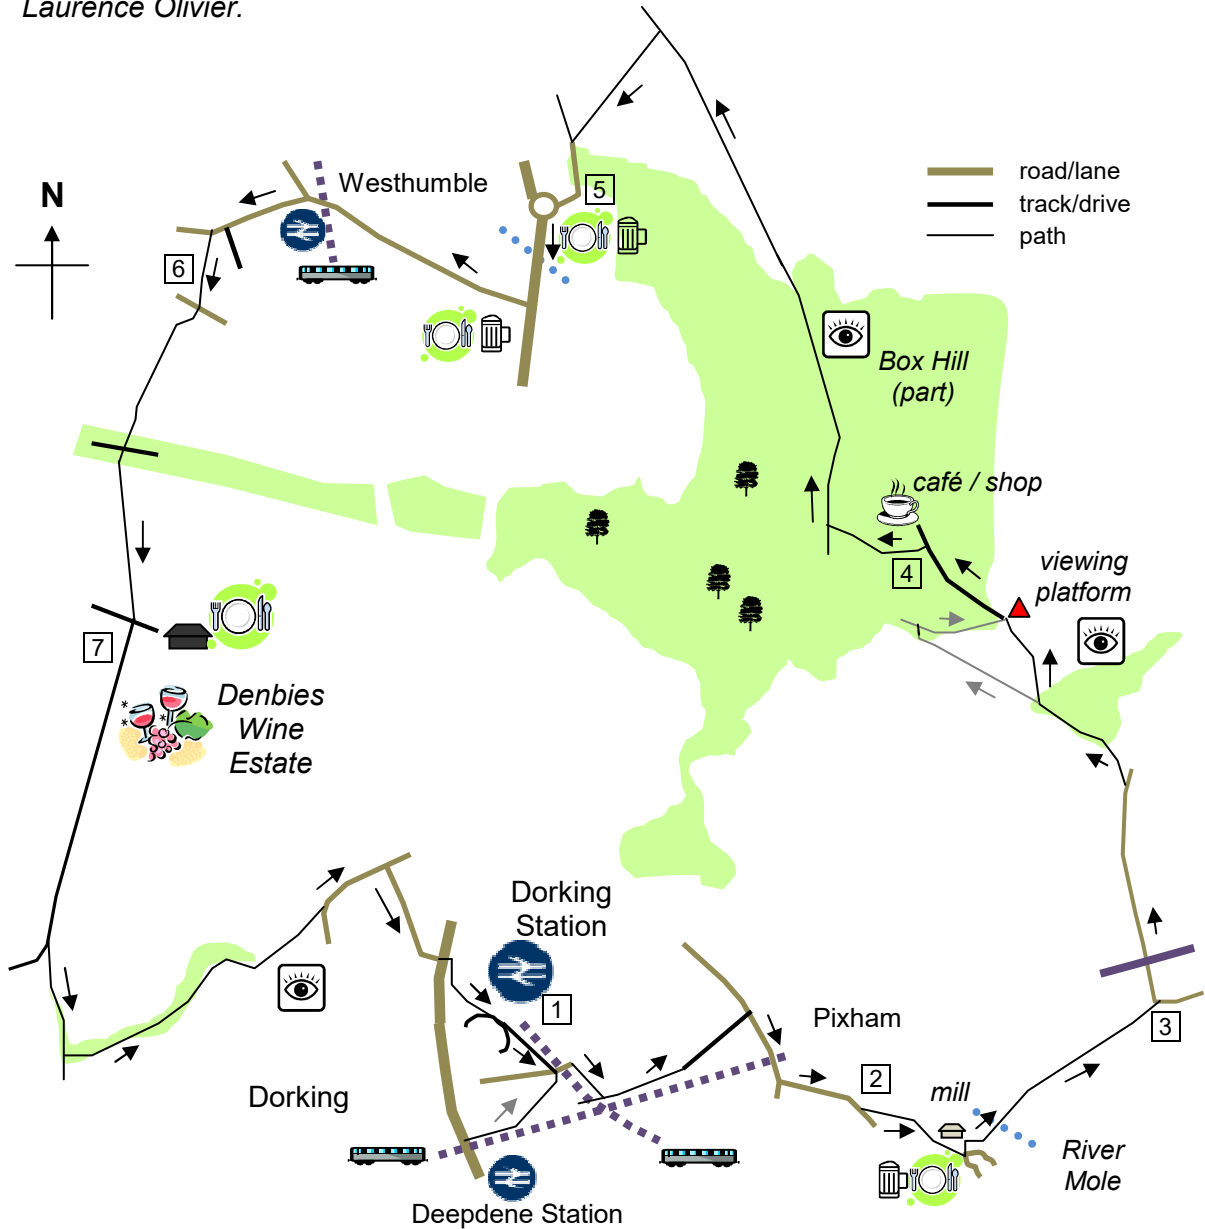 Laurence Olivier.
N
Westhumble
5
road/lane
track/drive
path
6
Box Hill
(part)
café / shop
4
viewing
platform
7
Denbies
Wine
Estate
Dorking
Station
1
Pixham
3
2
mill
Dorking
River
Mole
Deepdene Station